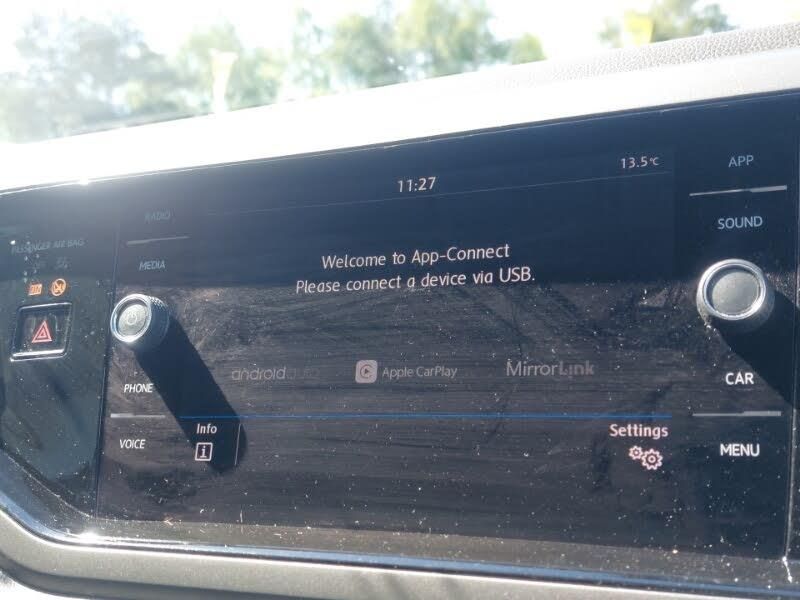 11:27
13.5°C
APP
RADIO
SOUND
PASSENGER AIR BAG
MEDIA
Welcome to App-Connect
Please connect a device via USB.
PHONE
androidauto
Apple CarPlay
MirrorLink
CAR
VOICE
Info
i
Settings
MENU